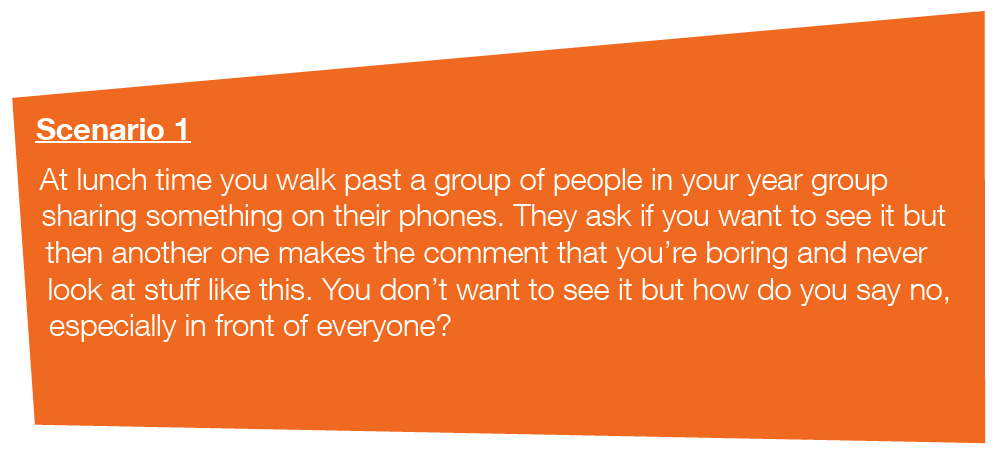 Scenario 1
At lunch time you walk past a group of people in your year group
sharing something on their phones. They ask if you want to see it but
then another one makes the comment that you’re boring and never
look at stuff like this. You don’t want to see it but how do you say no,
especially in front of everyone?